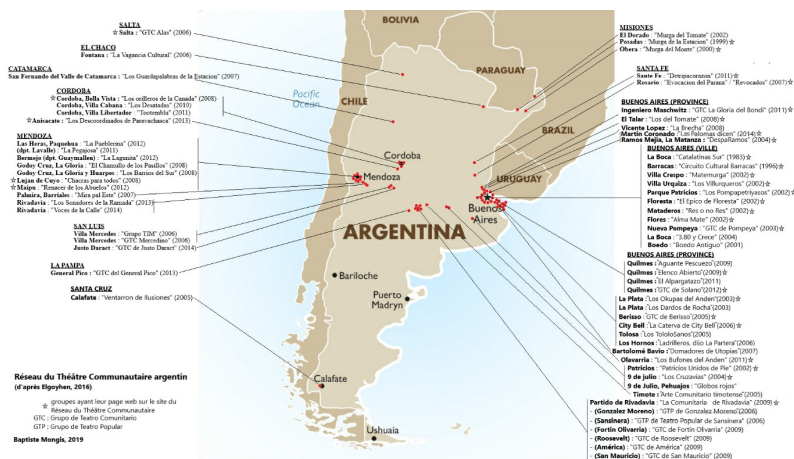 SALTA
☆ Salta : "GTC Alas" (2006)
EL CHACO
Fontana : "La Vagancia Cultural" (2006)
CATAMARCA
San Fernando del Valle de Catamarca : "Los Guardapalabras de la Estacion" (2007)
CORDOBA
☆Cordoba, Bella Vista : "Los orilleros de la Canada" (2008)
Cordoba, Villa Cabana : "Los Desatados" (2010)
Cordoba, Villa Libertador : "Tootembla" (2011)
☆Anisacate : "Los Descoordinados de Paravachasca" (2013)
MENDOZA
Las Heras, Paquehua : "La Pueblerina" (2012)
(dpt. Lavalle) : "La Pegajosa" (2011)
Bermejo (dpt. Guaymallen) : "La Lagunita" (2012)
Godoy Cruz, La Gloria : "El Chanullo de los Pasillos" (2008)
Godoy Cruz, La Gloria y Huarpes : "Los Barrios del Sur" (2008)
☆ Lujan de Cuyo : "Chacras para todos" (2008)
☆ Maipu : "Renacer de los Abuelos" (2012)
Palmira, Barriales : "Mira pal Este" (2007)
Rivadavia : "Los Sonadores de la Ramada" (2013)
Rivadavia : "Voces de la Calle" (2014)
SAN LUIS
Villa Mercedes : "Grupo TIM" (2006)
Villa Mercedes : "GTC Mercedino" (2006)
Justo Daract : "GTC de Justo Daract" (2014)
LA PAMPA
General Pico : "GTC del General Pico" (2013)
SANTA CRUZ
Calafate : "Ventarron de Ilusiones" (2005)
Réseau du Théâtre Communautaire argentin
(d'après Elgoyhen, 2016)
☆ groupes ayant leur page web sur le site du
Réseau du Théâtre Communautaire
GTC : Grupo de Teatro Comunitario
GTP : Grupo de Teatro Popular
Baptiste Mongis, 2019
BOLIVIA
PARAGUAY
Pacific
Ocean
CHILE
BRAZIL
Cordoba
Mendoza
URUGUAY
Buenos
Aires
ARGENTINA
Bariloche
Puerto
Madryn
Calafate
Ushuaia
MISIONES
El Dorado : "Murga del Tomate" (2002)
Posadas : "Murga de la Estacion" (1999)☆
Obera : "Murga del Monte" (2000)☆
SANTA FE
Santo Fe : "Detripacorazon" (2011)☆
Rosario : "Evocacion del Parana" / "Revocados" (2007)☆
BUENOS AIRES (PROVINCE)
Ingeniero Maschwitz : "GTC La Gloria del Bondi" (2011)☆
El Talar : "Los del Tomate" (2008)☆
Vicente Lopez : "La Brecha" (2008)
Martin Coronado : "Las Palomas dicen" (2014)☆
Ramos Mejia, La Matanza : "DespaRamos" (2004)☆
BUENOS AIRES (VILLE)
La Boca : "Catalatinas Sur" (1983)☆
Barracas : "Circuito Cultural Barracas" (1996)☆
Villa Crespo : "Matemurga" (2002)☆
Villa Urquiza : "Los Villurqueros" (2002)☆
Parque Patricios : "Los Pompapetriyasos" (2002)☆
Floresta : "El Epico de Floresta" (2002)☆
Mataderos : "Res o no Res" (2002)☆
Flores : "Alma Mate" (2002)☆
Nueva Pompeya : "GTC de Pompeya" (2003)☆
La Boca : "3.80 y Crece" (2004)
Boedo : "Boedo Antiguo" (2001)
BUENOS AIRES (PROVINCE)
Quilmes : "Aguante Pescuezo"(2009)
Quilmes : "Elenco Abierto"(2009)☆
Quilmes : "El Alpargatazo"(2011)
Quilmes : "GTC de Solano"(2012)☆
La Plata : "Los Okupas del Anden"(2003)☆
La Plata : "Los Dardos de Rocha"(2003)
Berisso : "GTC de Berisso"(2005)☆
City Bell : "La Caterva de City Bell"(2006)☆
Tolosa : "Los TololoSanos"(2005)
Los Hornos : "Ladrilleros, dijo La Partera"(2006)
Bartolomé Bavio : "Domadores de Utopias"(2007)
Olavarria : "Los Bufones del Anden" (2011)☆
Patricios : "Patricios Unidos de Pie" (2002)☆
9 de julio : "Los Cruzavias" (2004)☆
9 de Julio, Pehuajos : "Globos rojos"
Timote : "Arte Comunitario timotense" (2005)
Partido de Rivadavia : "La Comunitaria de Rivadavia" (2009)☆
- (Gonzalez Moreno) : "GTP de Gonzalez Moreno"(2006)
- (Sansinera) : "GTP de Teatro Popular de Sansinera" (2006)
- (Fortin Olivarria) : "GTC de Fortin Olivarria" (2009)
- (Roosevelt) : "GTC de Roosevelt" (2009)
- (América) : "GTC de América" (2009)
- (San Mauricio) : "GTC de San Mauricio" (2009)